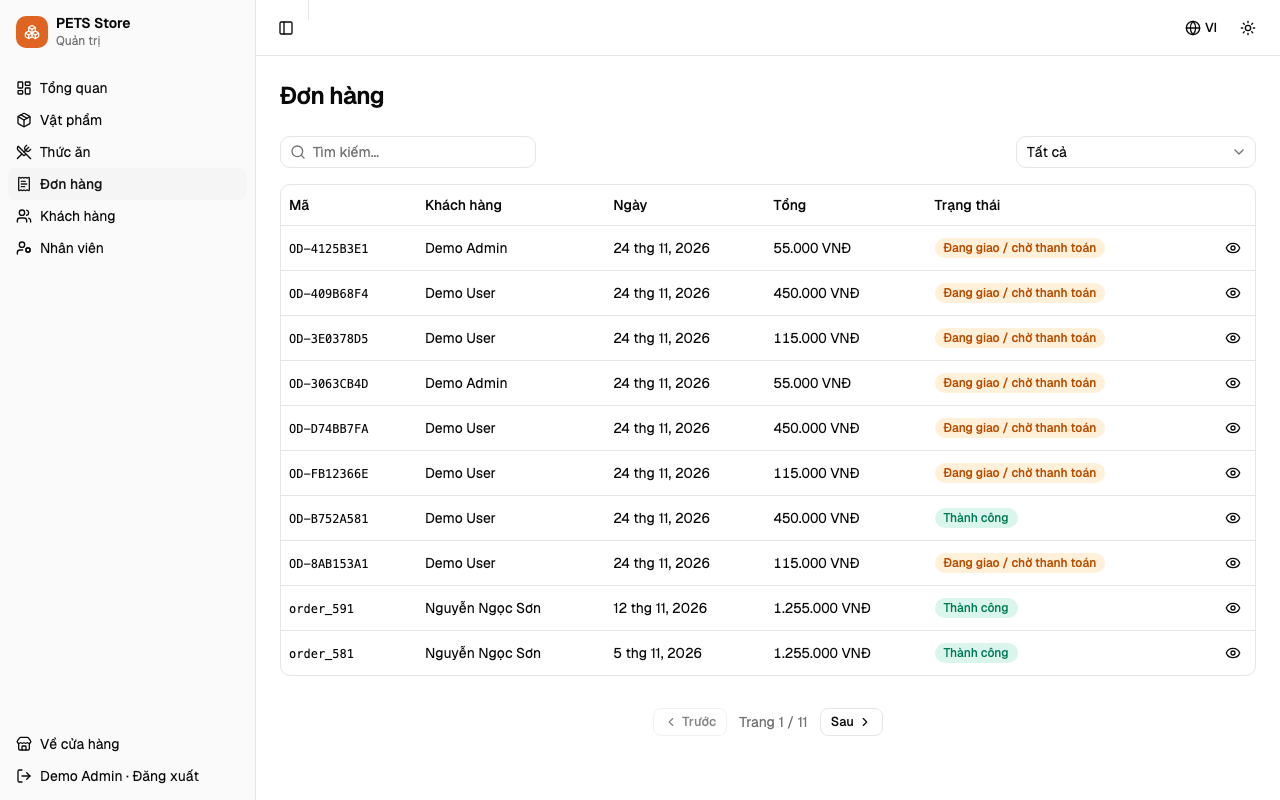 PETS Store
Quản trị
Tổng quan
Vật phẩm
Thức ăn
Đơn hàng
Khách hàng
Nhân viên
Về cửa hàng
Demo Admin · Đăng xuất
VI
Đơn hàng
Tìm kiếm...
Tất cả
Mã Khách hàng Ngày Tổng Trạng thái
OD-4125B3E1 Demo Admin 24 thg 11, 2026 55.000 VNĐ Đang giao / chờ thanh toán
OD-409B68F4 Demo User 24 thg 11, 2026 450.000 VNĐ Đang giao / chờ thanh toán
OD-3E0378D5 Demo User 24 thg 11, 2026 115.000 VNĐ Đang giao / chờ thanh toán
OD-3063CB4D Demo Admin 24 thg 11, 2026 55.000 VNĐ Đang giao / chờ thanh toán
OD-D74BB7FA Demo User 24 thg 11, 2026 450.000 VNĐ Đang giao / chờ thanh toán
OD-FB12366E Demo User 24 thg 11, 2026 115.000 VNĐ Đang giao / chờ thanh toán
OD-B752A581 Demo User 24 thg 11, 2026 450.000 VNĐ Thành công
OD-8AB153A1 Demo User 24 thg 11, 2026 115.000 VNĐ Đang giao / chờ thanh toán
order_591 Nguyễn Ngọc Sơn 12 thg 11, 2026 1.255.000 VNĐ Thành công
order_581 Nguyễn Ngọc Sơn 5 thg 11, 2026 1.255.000 VNĐ Thành công
Trước Trang 1 / 11 Sau